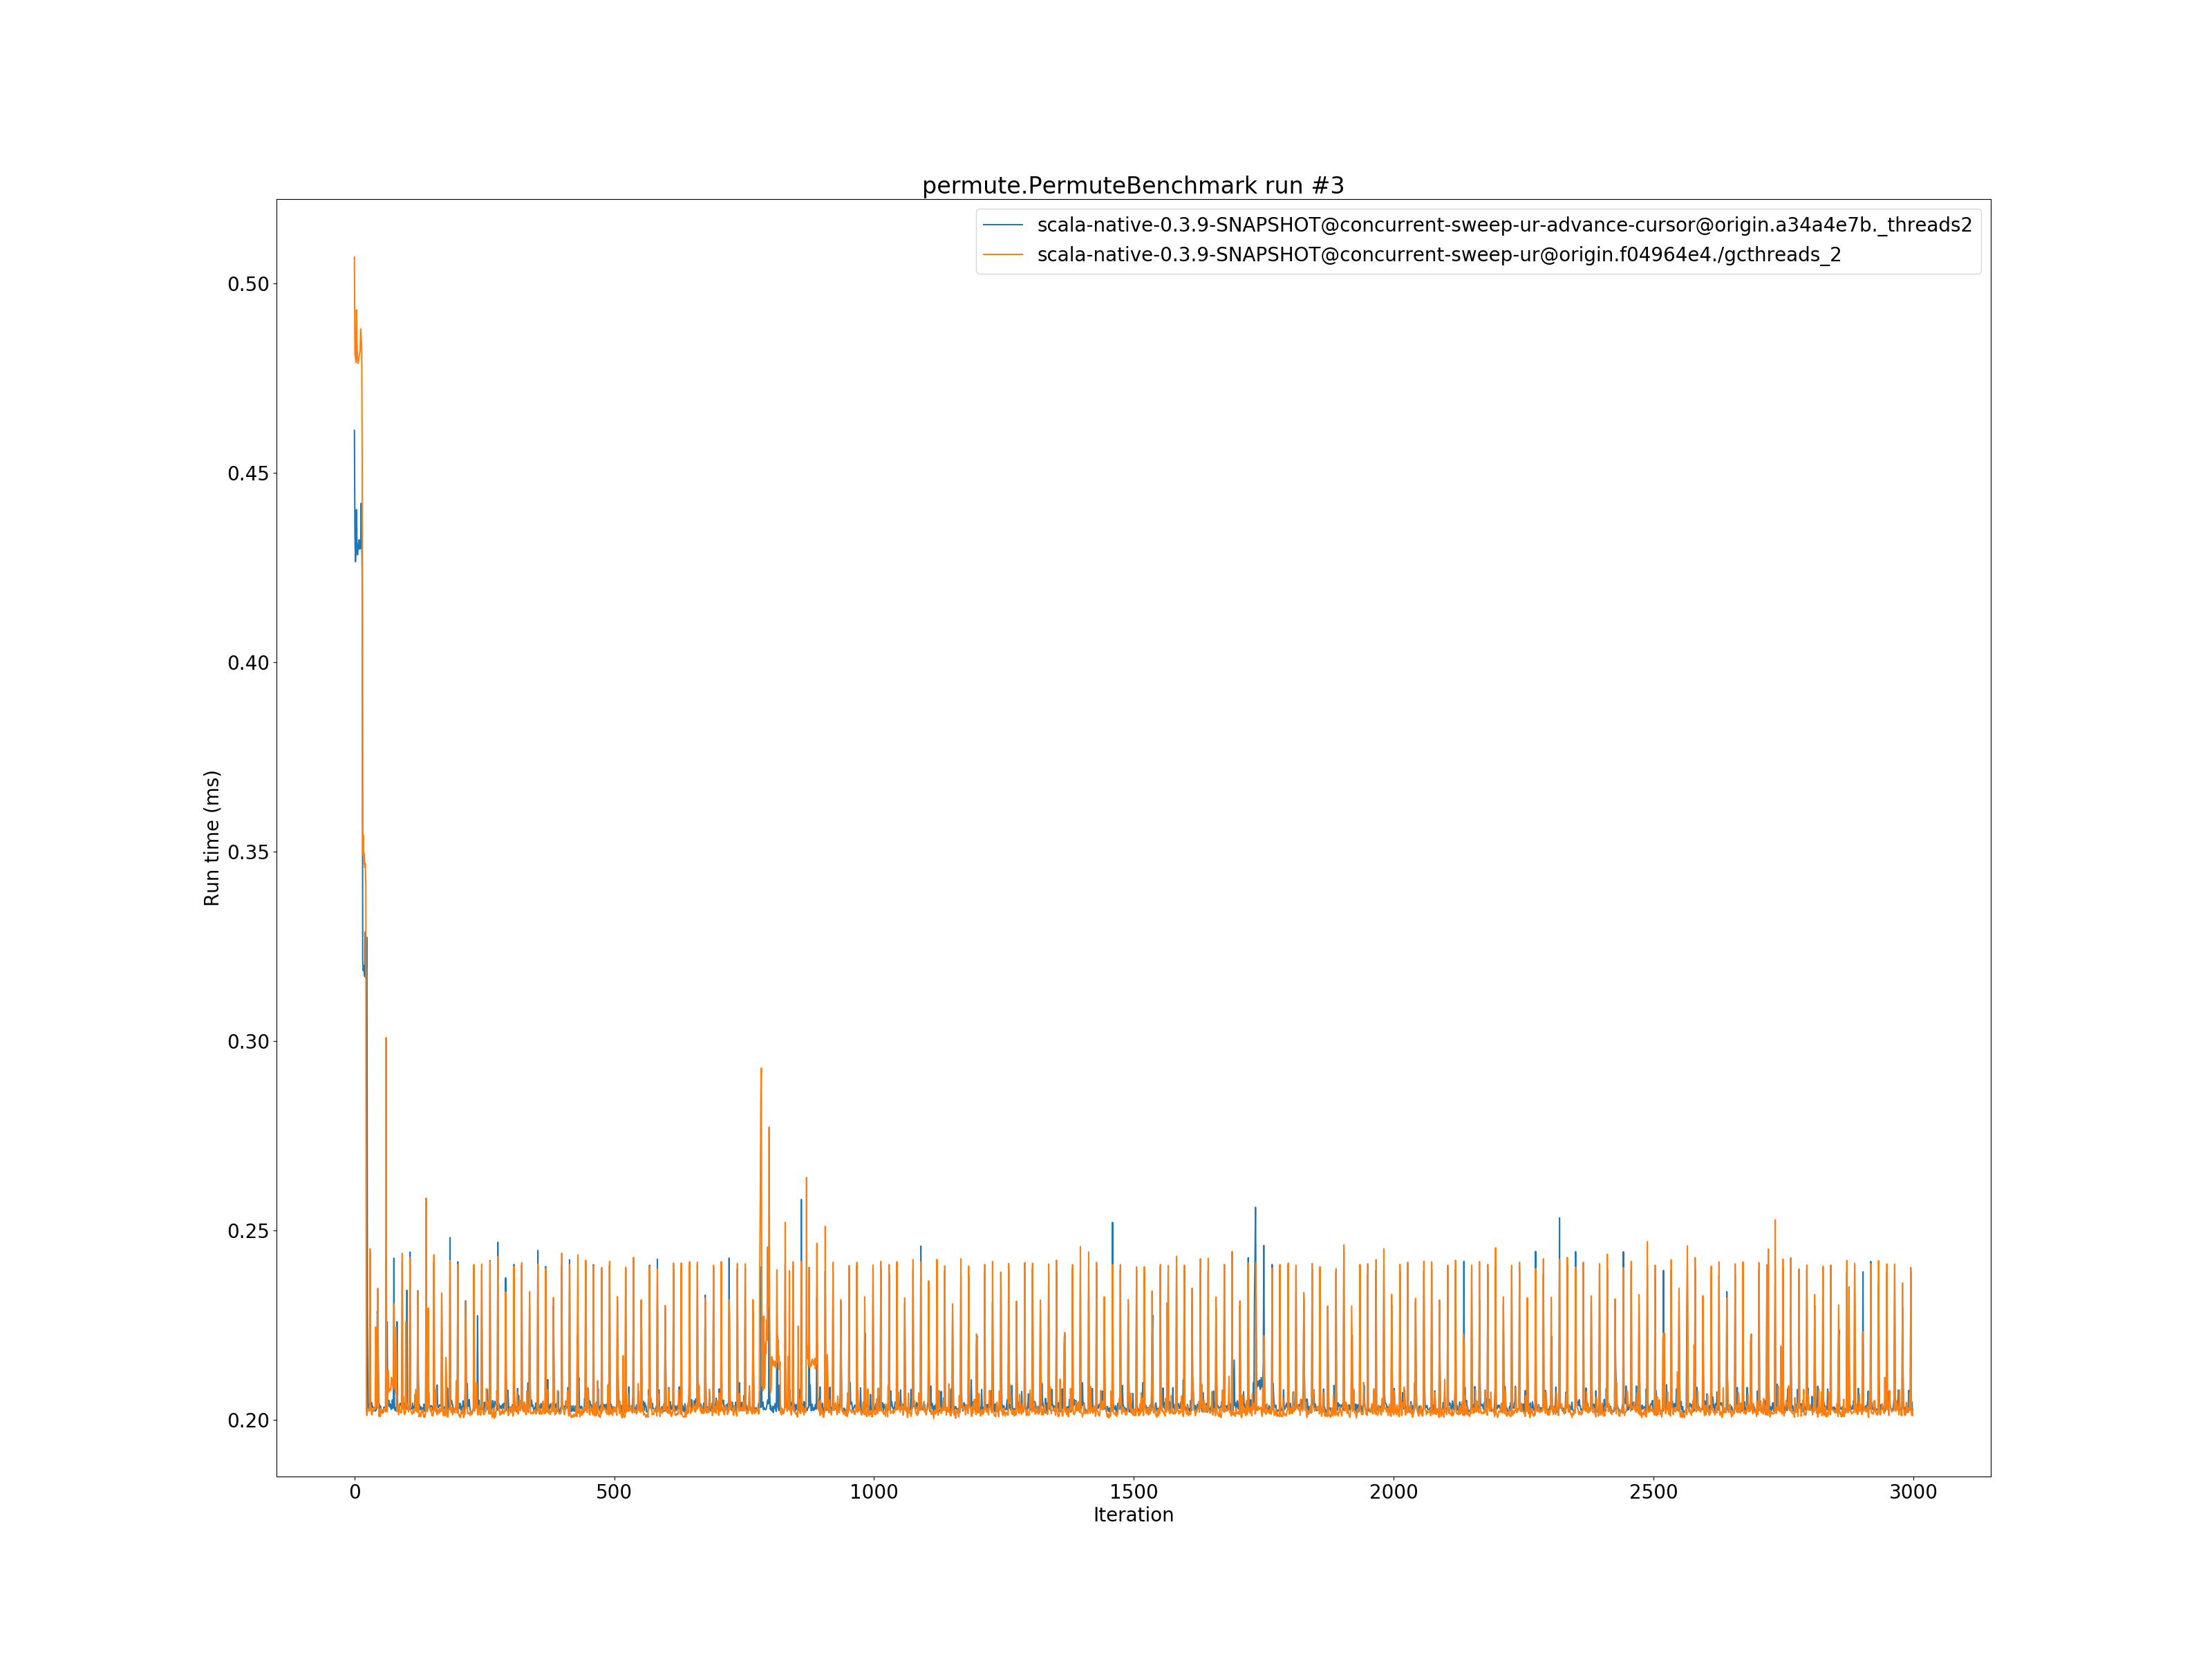 permute.PermuteBenchmark run #3
scala-native-0.3.9-SNAPSHOT@concurrent-sweep-ur-advance-cursor@origin.a34a4e7b._threads2
scala-native-0.3.9-SNAPSHOT@concurrent-sweep-ur@origin.f04964e4./gcthreads_2
0.50
0.45
0.40
0.35
0.30
0.25
0.20
Run time (ms)
0 500 1000 1500 2000 2500 3000
Iteration